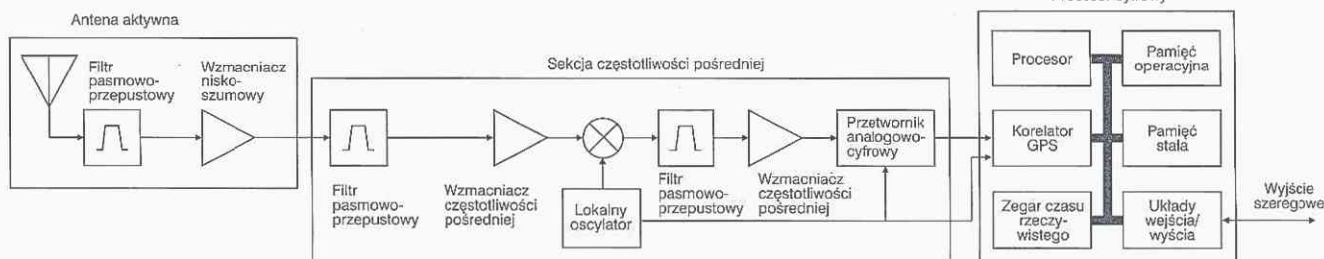 Antena aktywna
Filtr
pasmowo-
przepustowy
Wzmacniacz
nisko-
szumowy
Sekcja częstotliwości pośredniej
Filtr
pasmowo-
przepustowy
Wzmacniacz
częstotliwości
pośredniej
Lokalny
oscylator
Filtr
pasmowo-
przepustowy
Wzmacniacz
częstotliwości
pośredniej
Przetwornik
analogowo-
cyfrowy
Procesor
Pamięć
operacyjna
Korelator
GPS
Pamięć
stała
Zegar czasu
rzeczy-
wistego
Układy
wejścia/
wyścia
Wyjście
szeregowe